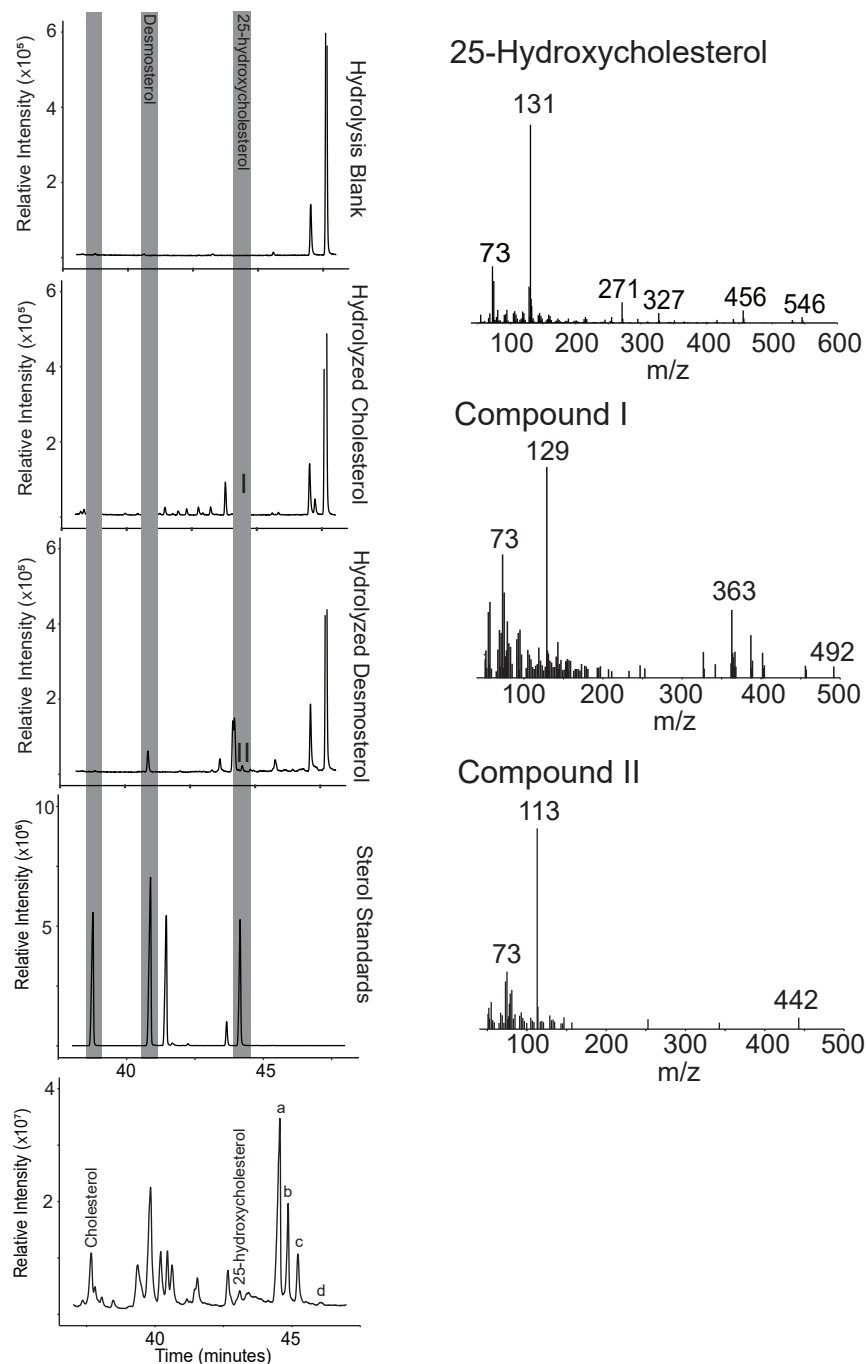 Relative Intensity (x10⁵)
6
4
2
Desmosterol
25-hydroxycholesterol
Hydrolysis Blank
Relative Intensity (x10⁵)
6
4
2
I
Hydrolyzed Cholesterol
Relative Intensity (x10⁵)
6
4
2
II
Hydrolyzed Desmosterol
Relative Intensity (x10⁶)
10
5
40
45
Sterol Standards
Relative Intensity (x10⁷)
4
2
Cholesterol
25-hydroxycholesterol
a
b
c
d
40
45
Time (minutes)
25-Hydroxycholesterol
131
73
271
327
456
546
100 200 300 400 500 600
m/z
Compound I
129
73
363
492
100 200 300 400 500
m/z
Compound II
113
73
442
100 200 300 400 500
m/z